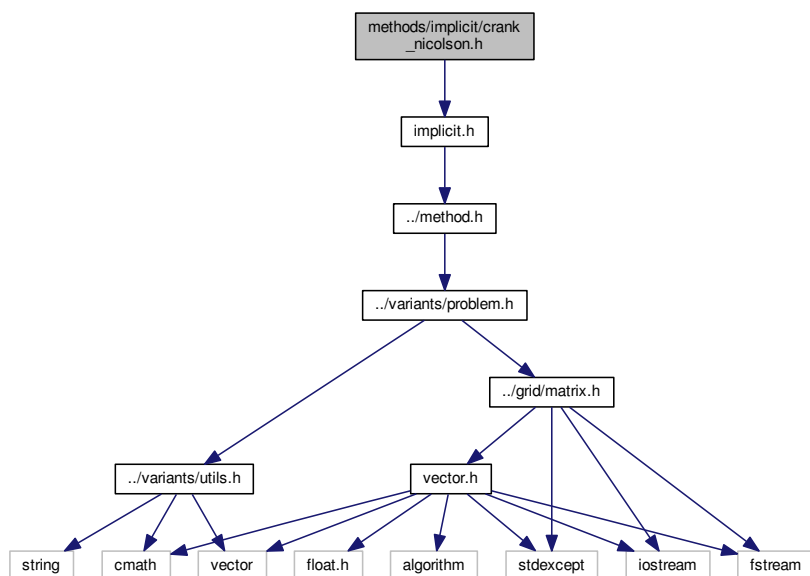 methods/implicit/crank
_nicolson.h
implicit.h
../method.h
../variants/problem.h
../grid/matrix.h
../variants/utils.h
vector.h
string
cmath
vector
float.h
algorithm
stdexcept
iostream
fstream